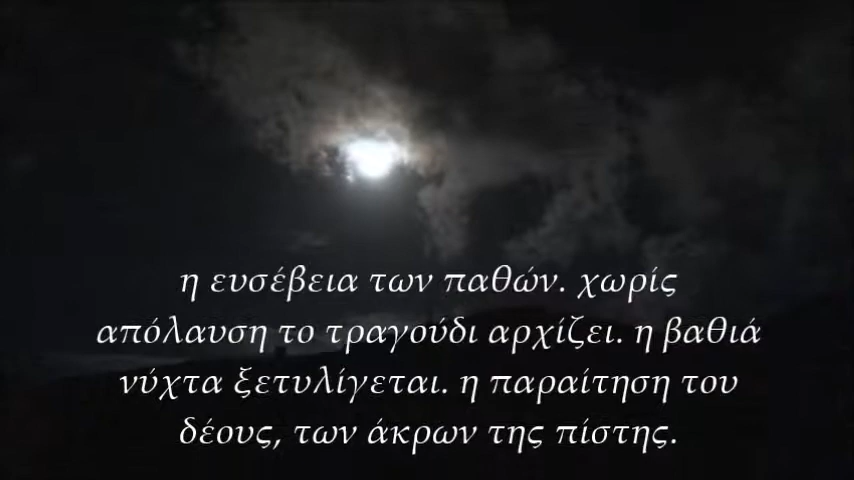 η ευσέβεια των παθών. χωρίς
απόλαυση το τραγούδι αρχίζει. η βαθιά
νύχτα ξετυλίγεται. η παραίτηση του
δέους, των άκρων της πίστης.